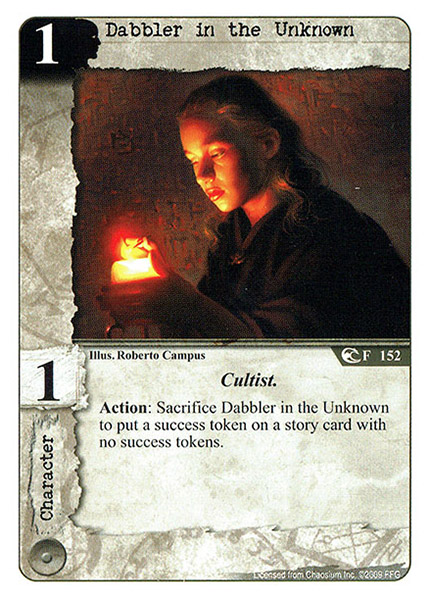 1
Dabbler in the Unknown
Illus. Roberto Campus
F 152
1
Cultist.
Action: Sacrifice Dabbler in the Unknown
to put a success token on a story card with
no success tokens.
Character
Licensed from Chaosium Inc. ©2009 FFG